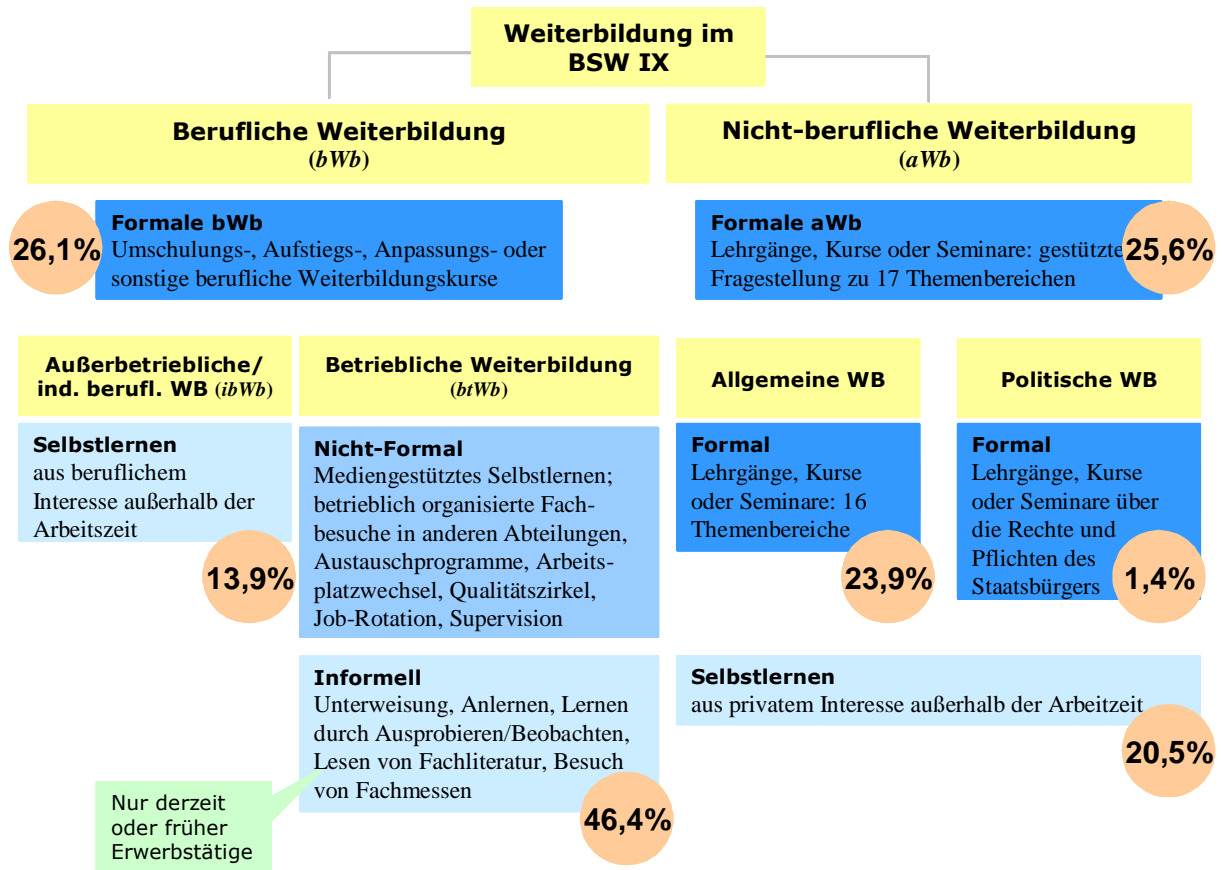 Weiterbildung im
BSW IX
Berufliche Weiterbildung
(bWb)
Nicht-berufliche Weiterbildung
(aWb)
26,1%
Formale bWb
Umschulungs-, Aufstiegs-, Anpassungs- oder
sonstige berufliche Weiterbildungskurse
Formale aWb
Lehrgänge, Kurse oder Seminare: gestützte
Fragestellung zu 17 Themenbereichen
25,6%
Außerbetriebliche/
ind. berufl. WB (ibWb)
Selbstlernen
aus beruflichem
Interesse außerhalb der
Arbeitszeit
13,9%
Betriebliche Weiterbildung
(btWb)
Nicht-Formal
Mediengestütztes Selbstlernen;
betrieblich organisierte Fach-
besuche in anderen Abteilungen,
Austauschprogramme, Arbeits-
platzwechsel, Qualitätszirkel,
Job-Rotation, Supervision
Informell
Unterweisung, Anlernen, Lernen
durch Ausprobieren/Beobachten,
Lesen von Fachliteratur, Besuch
von Fachmessen
46,4%
Nur derzeit
oder früher
Erwerbstätige
Allgemeine WB
Formal
Lehrgänge, Kurse
oder Seminare: 16
Themenbereiche
23,9%
Politische WB
Formal
Lehrgänge, Kurse
oder Seminare über
die Rechte und
Pflichten des
Staatsbürgers
1,4%
Selbstlernen
aus privatem Interesse außerhalb der Arbeitzeit
20,5%